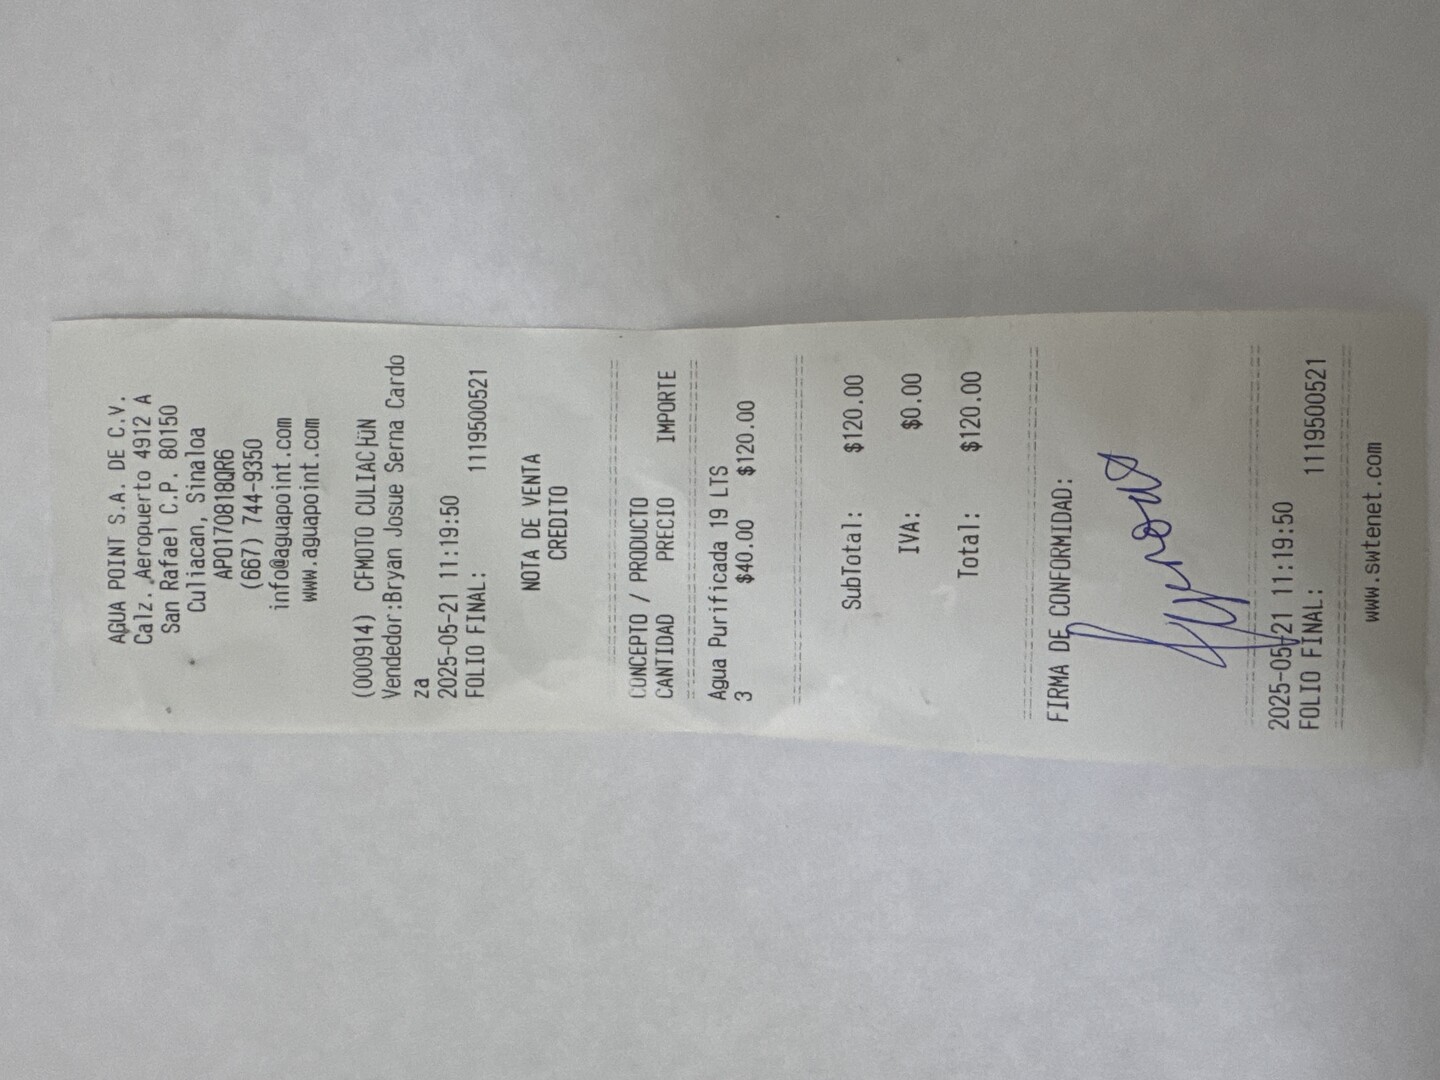 AGUA POINT S.A. DE C.V.
Calz. Aeropuerto 4912 A
San Rafael C.P. 80150
Culiacan, Sinaloa
APO170818QR6
(667) 744-9350
info@aguapoint.com
www.aguapoint.com
(000914) CFMOTO CULIACÃN
Vendedor:Bryan Josue Serna Cardo
za
2025-05-21 11:19:50
FOLIO FINAL: 1119500521
NOTA DE VENTA
CREDITO
CONCEPTO / PRODUCTO
CANTIDAD PRECIO IMPORTE
Agua Purificada 19 LTS
3 $40.00 $120.00
SubTotal: $120.00
IVA: $0.00
Total: $120.00
FIRMA DE CONFORMIDAD:
2025-05-21 11:19:50
FOLIO FINAL: 1119500521
www.swtenet.com